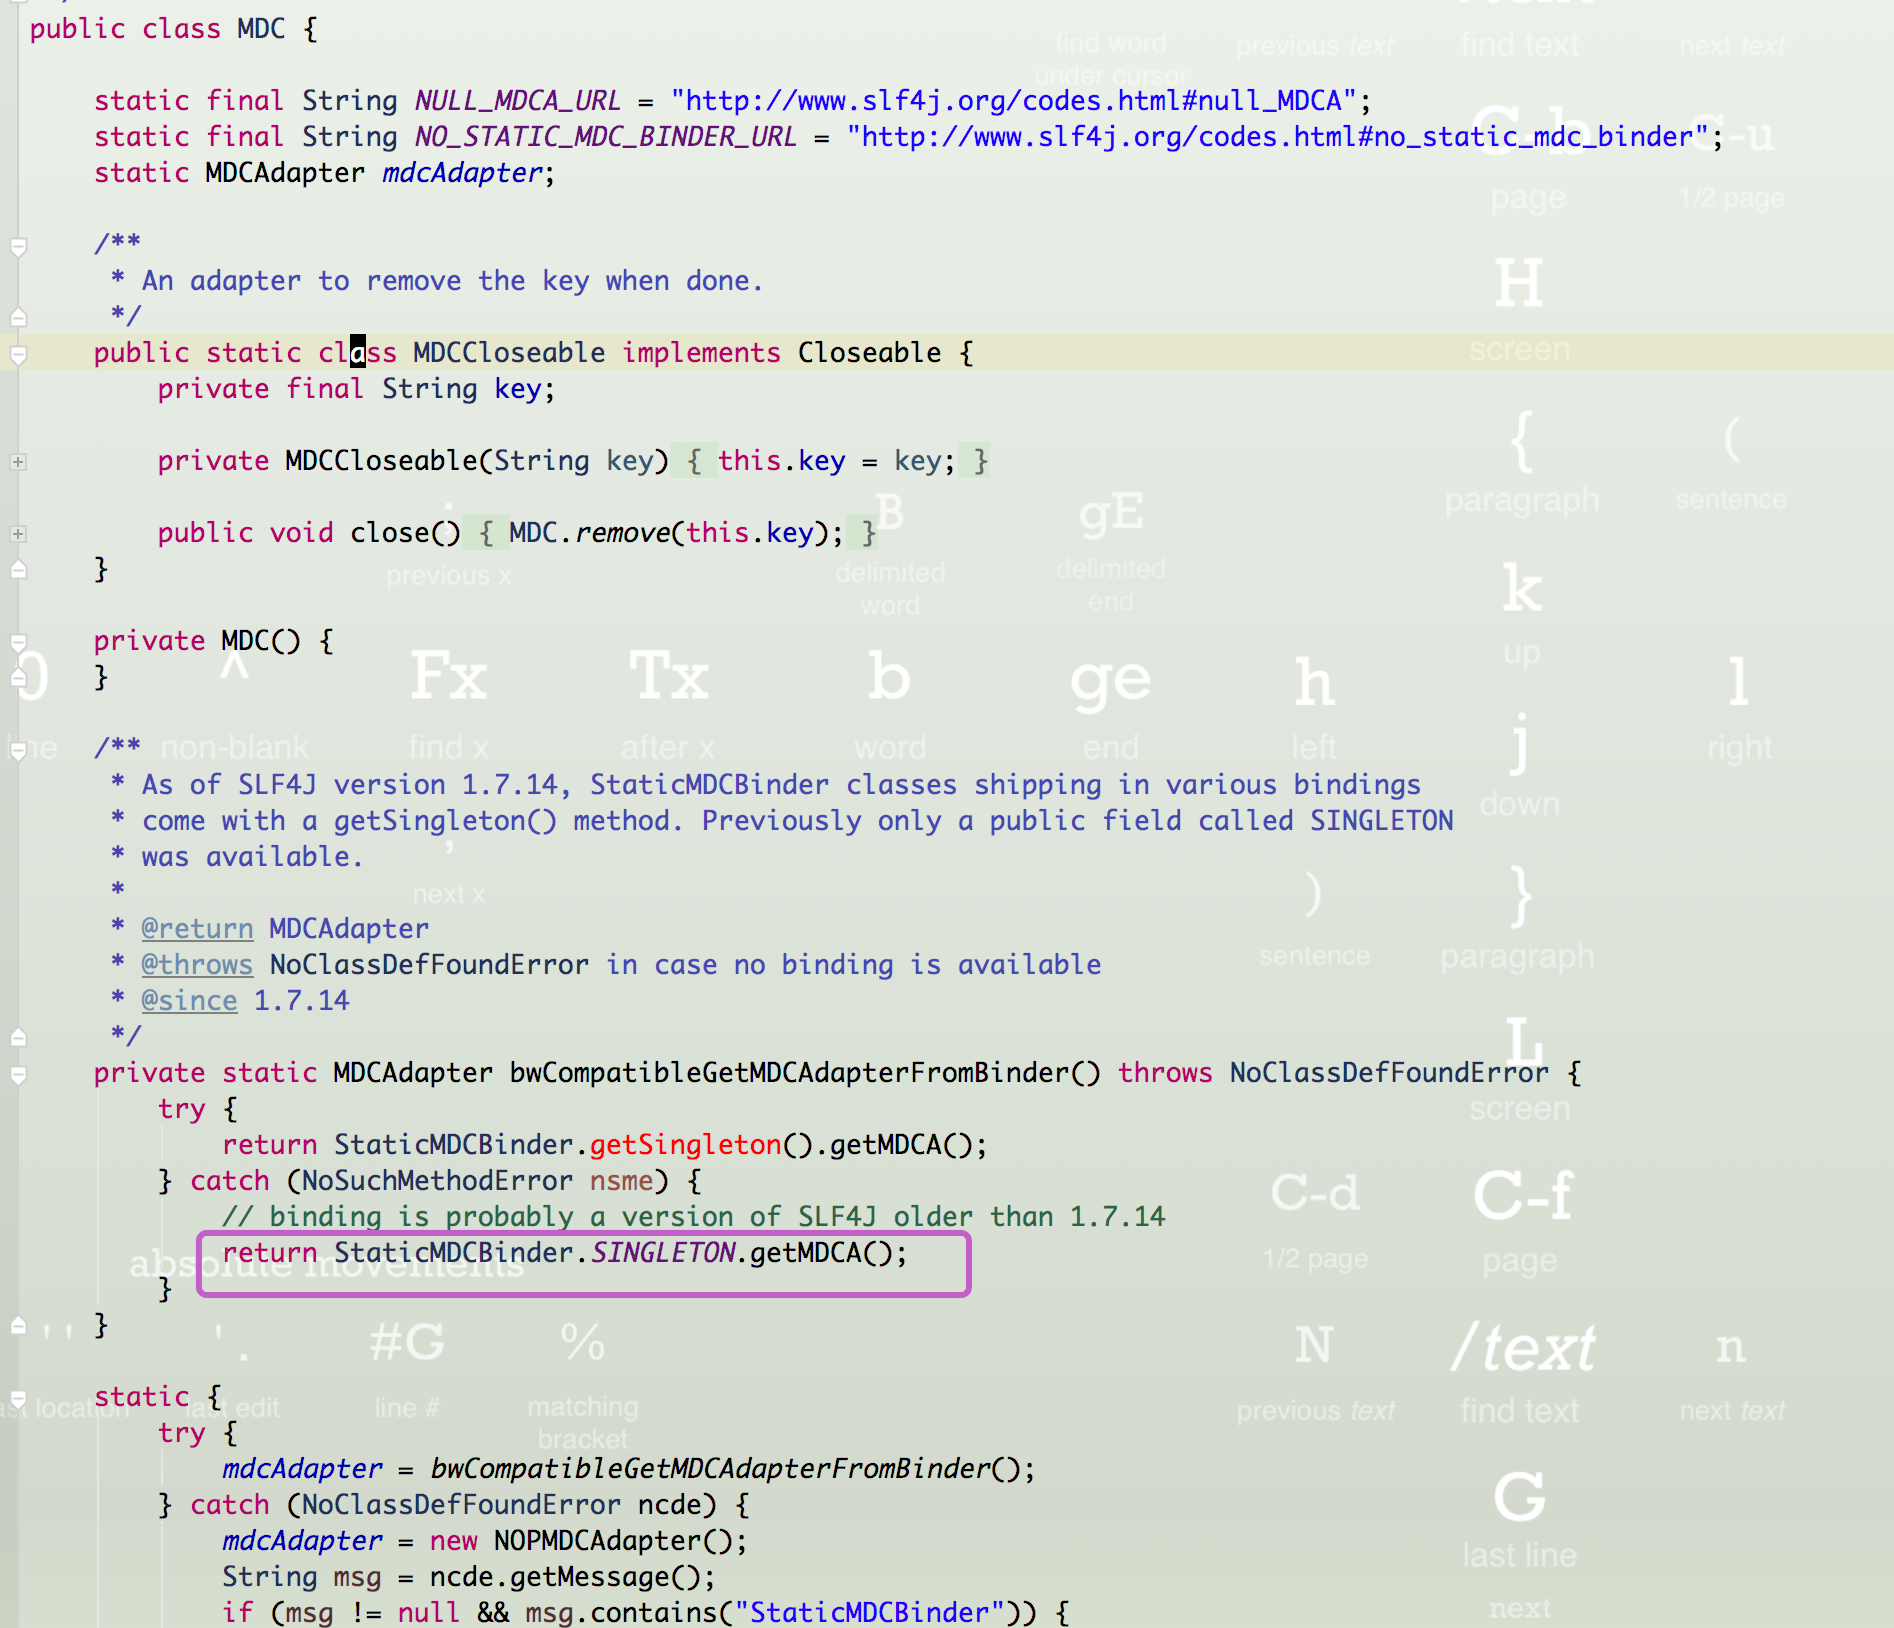 public class MDC {
static final String NULL_MDCA_URL = "http://www.slf4j.org/codes.html#null_MDCA";
static final String NO_STATIC_MDC_BINDER_URL = "http://www.slf4j.org/codes.html#no_static_mdc_binder";
static MDCAdapter mdcAdapter;
/**
* An adapter to remove the key when done.
*/
public static class MDCCloseable implements Closeable {
private final String key;
private MDCCloseable(String key) { this.key = key; }
public void close() { MDC.remove(this.key); }
}
private MDC() {
}
/**
* As of SLF4J version 1.7.14, StaticMDCBinder classes shipping in various bindings
* come with a getSingleton() method. Previously only a public field called SINGLETON
* was available.
*
* @return MDCAdapter
* @throws NoClassDefFoundError in case no binding is available
* @since 1.7.14
*/
private static MDCAdapter bwCompatibleGetMDCAdapterFromBinder() throws NoClassDefFoundError {
try {
return StaticMDCBinder.getSingleton().getMDCA();
} catch (NoSuchMethodError nsme) {
// binding is probably a version of SLF4J older than 1.7.14
return StaticMDCBinder.SINGLETON.getMDCA();
}
}
static {
try {
mdcAdapter = bwCompatibleGetMDCAdapterFromBinder();
} catch (NoClassDefFoundError ncde) {
mdcAdapter = new NOPMDCAdapter();
String msg = ncde.getMessage();
if (msg != null && msg.contains("StaticMDCBinder")) {
find word
under cursor
previous text
find text
next text
C-b
page
C-u
1/2 page
H
screen
{
paragraph
(
sentence
;
previous x
B
delimited
word
gE
delimited
end
k
up
0
^
non-blank
Fx
find x
Tx
after x
b
word
ge
end
h
left
j
down
l
right
,
next x
)
sentence
}
paragraph
L
screen
C-d
1/2 page
C-f
page
absolute movements
''
location
'.
last edit
#G
line #
%
matching
bracket
N
previous text
/text
find text
n
next text
G
last line
next